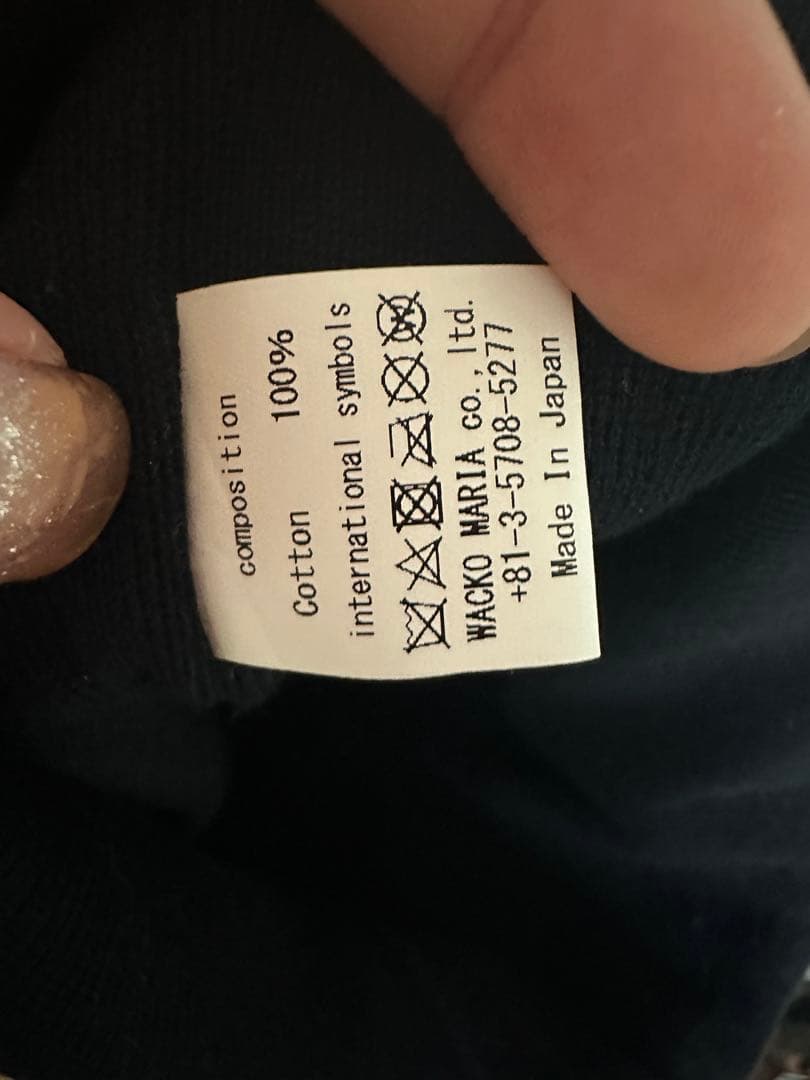 composition
Cotton 100%
international symbols
WACKO MARIA co., ltd.
+81-3-5708-5277
Made In Japan